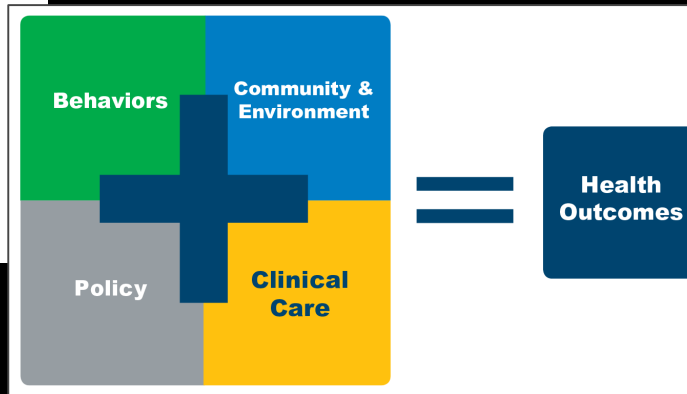 Behaviors
Community &
Environment
Policy
Clinical
Care
Health
Outcomes